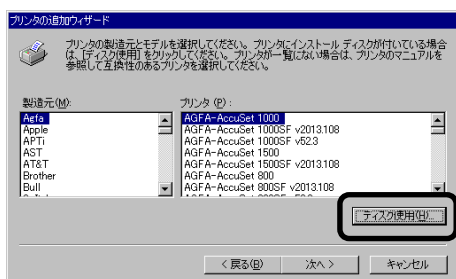 プリンタの追加ウィザード
プリンタの製造元とモデルを選択してください。プリンタにインストール ディスクが付いている場合
は、[ディスク使用] をクリックしてください。プリンタが一覧にない場合は、プリンタのマニュアルを
参照して互換性のあるプリンタを選択してください。
製造元(M):
プリンタ (P) :
Agfa
Apple
APTi
AST
AT&T
Brother
Bull
AGFA-AccuSet 1000
AGFA-AccuSet 1000SF v2013.108
AGFA-AccuSet 1000SF v52.3
AGFA-AccuSet 1500
AGFA-AccuSet 1500SF v2013.108
AGFA-AccuSet 800
AGFA-AccuSet 800SF v2013.108
ディスク使用(H)...
< 戻る(B)
次へ >
キャンセル